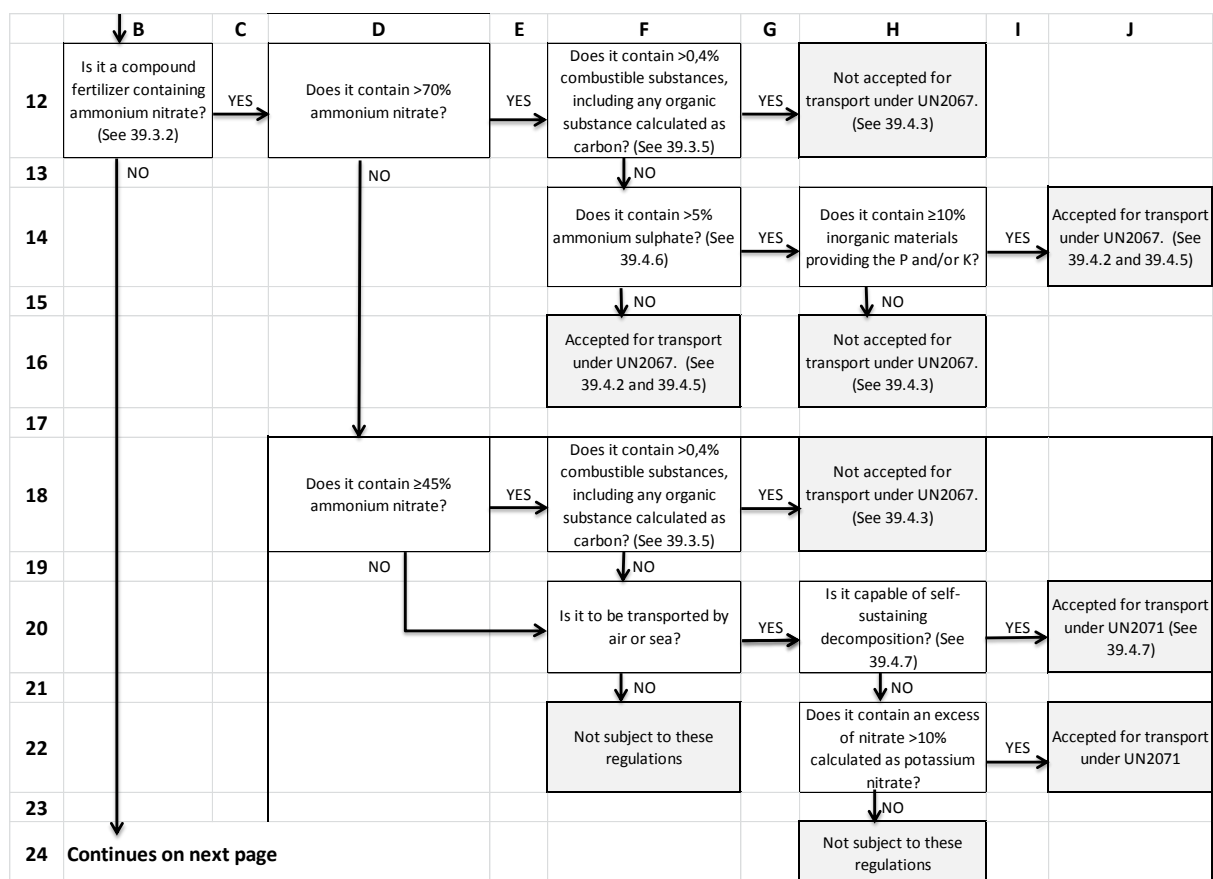 B C D E F G H I J
12
Is it a compound
fertilizer containing
ammonium nitrate?
(See 39.3.2)
YES
Does it contain >70%
ammonium nitrate?
YES
Does it contain >0,4%
combustible substances,
including any organic
substance calculated as
carbon? (See 39.3.5)
YES
Not accepted for
transport under UN2067.
(See 39.4.3)
13
NO
NO
NO
14
Does it contain >5%
ammonium sulphate? (See
39.4.6)
YES
Does it contain ≥10%
inorganic materials
providing the P and/or K?
YES
Accepted for transport
under UN2067. (See
39.4.2 and 39.4.5)
15
NO
NO
16
Accepted for transport
under UN2067. (See
39.4.2 and 39.4.5)
Not accepted for
transport under UN2067.
(See 39.4.3)
17
18
Does it contain ≥45%
ammonium nitrate?
YES
Does it contain >0,4%
combustible substances,
including any organic
substance calculated as
carbon? (See 39.3.5)
YES
Not accepted for
transport under UN2067.
(See 39.4.3)
19
NO
NO
20
Is it to be transported by
air or sea?
YES
Is it capable of self-
sustaining
decomposition? (See
39.4.7)
YES
Accepted for transport
under UN2071 (See
39.4.7)
21
NO
NO
22
Not subject to these
regulations
Does it contain an excess
of nitrate >10%
calculated as potassium
nitrate?
YES
Accepted for transport
under UN2071
23
NO
24
Continues on next page
Not subject to these
regulations